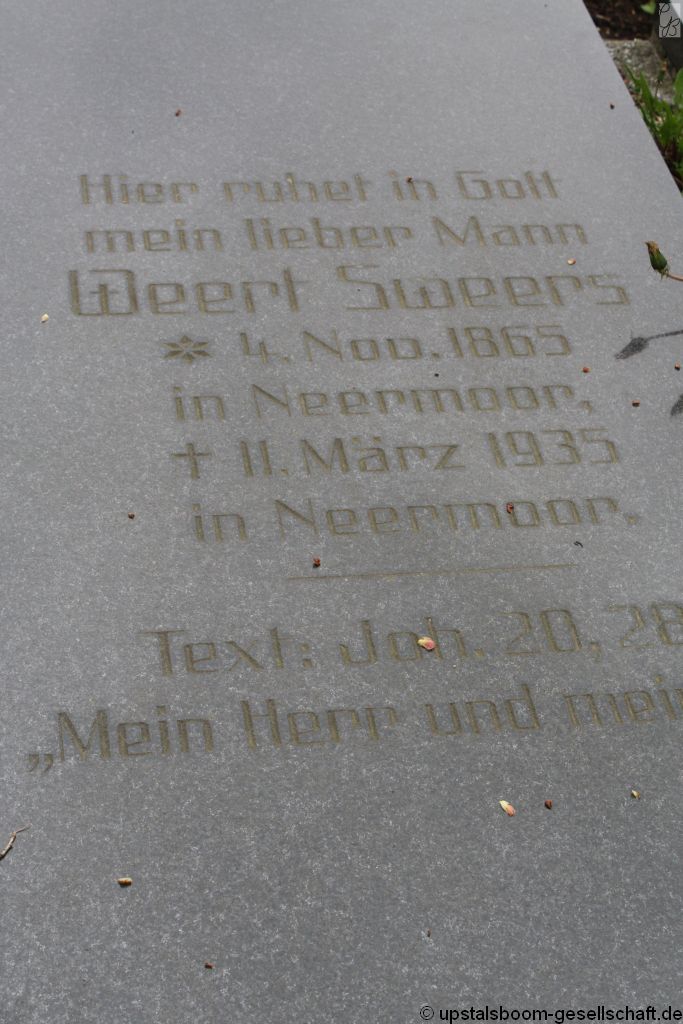 Hier ruhet in Gott
mein lieber Mann
Weert Sweers
* 4. Nov. 1865
in Neermoor,
† 11. März 1935
in Neermoor.
Text: Joh. 20, 28
„Mein Herr und mein
© upstalsboom-gesellschaft.de